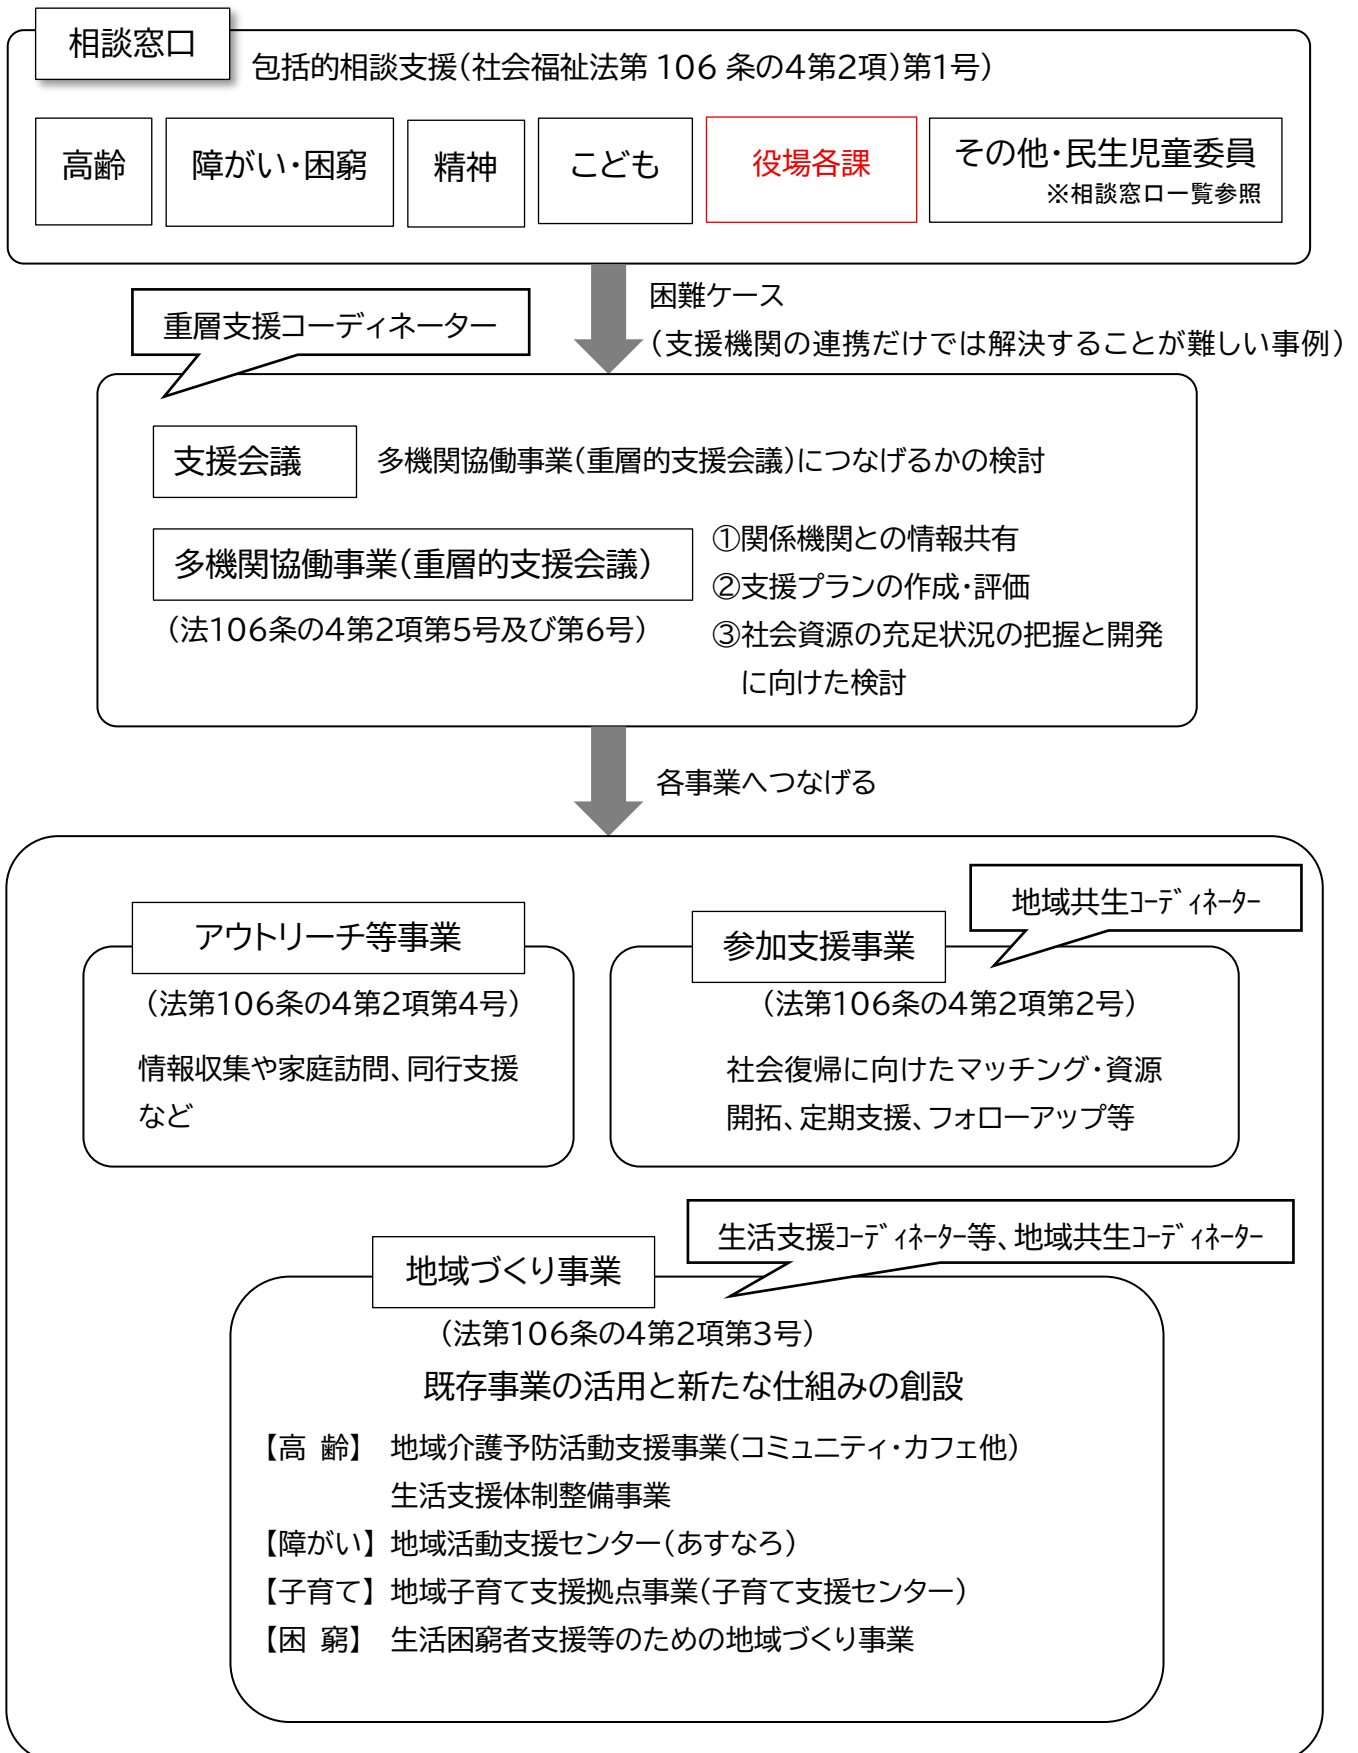 相談窓口
包括的相談支援(社会福祉法第 106 条の4第2項)第1号)
高齢
障がい・困窮
精神
こども
役場各課
その他・民生児童委員
※相談窓口一覧参照
困難ケース
(支援機関の連携だけでは解決することが難しい事例)
重層支援コーディネーター
支援会議
多機関協働事業(重層的支援会議)につなげるかの検討
多機関協働事業(重層的支援会議)
(法106条の4第2項第5号及び第6号)
①関係機関との情報共有
②支援プランの作成・評価
③社会資源の充足状況の把握と開発
に向けた検討
各事業へつなげる
地域共生ｺｰﾃﾞｨﾈｰﾀｰ
アウトリーチ等事業
(法第106条の4第2項第4号)
情報収集や家庭訪問、同行支援
など
参加支援事業
(法第106条の4第2項第2号)
社会復帰に向けたマッチング・資源
開拓、定期支援、フォローアップ等
生活支援ｺｰﾃﾞｨﾈｰﾀｰ等、地域共生ｺｰﾃﾞｨﾈｰﾀｰ
地域づくり事業
(法第106条の4第2項第3号)
既存事業の活用と新たな仕組みの創設
【高 齢】 地域介護予防活動支援事業(コミュニティ・カフェ他)
生活支援体制整備事業
【障がい】 地域活動支援センター(あすなろ)
【子育て】 地域子育て支援拠点事業(子育て支援センター)
【困 窮】 生活困窮者支援等のための地域づくり事業